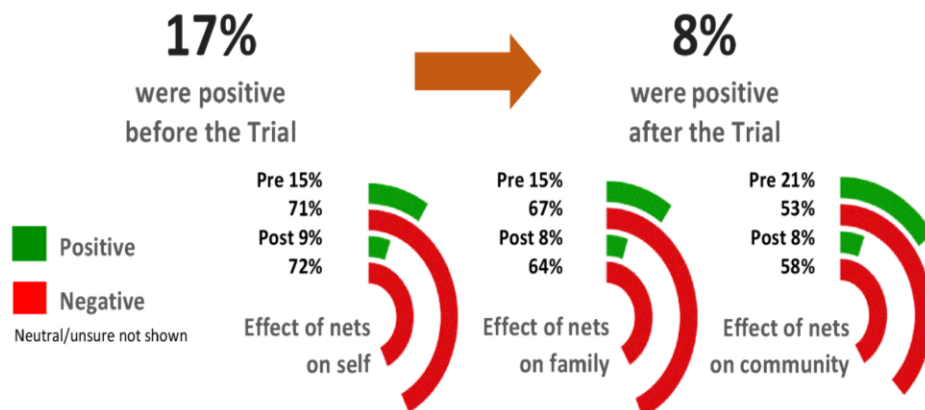 17%
were positive
before the Trial
8%
were positive
after the Trial
Positive
Negative
Neutral/unsure not shown
Pre 15%
71%
Post 9%
72%
Effect of nets
on self
Pre 15%
67%
Post 8%
64%
Effect of nets
on family
Pre 21%
53%
Post 8%
58%
Effect of nets
on community